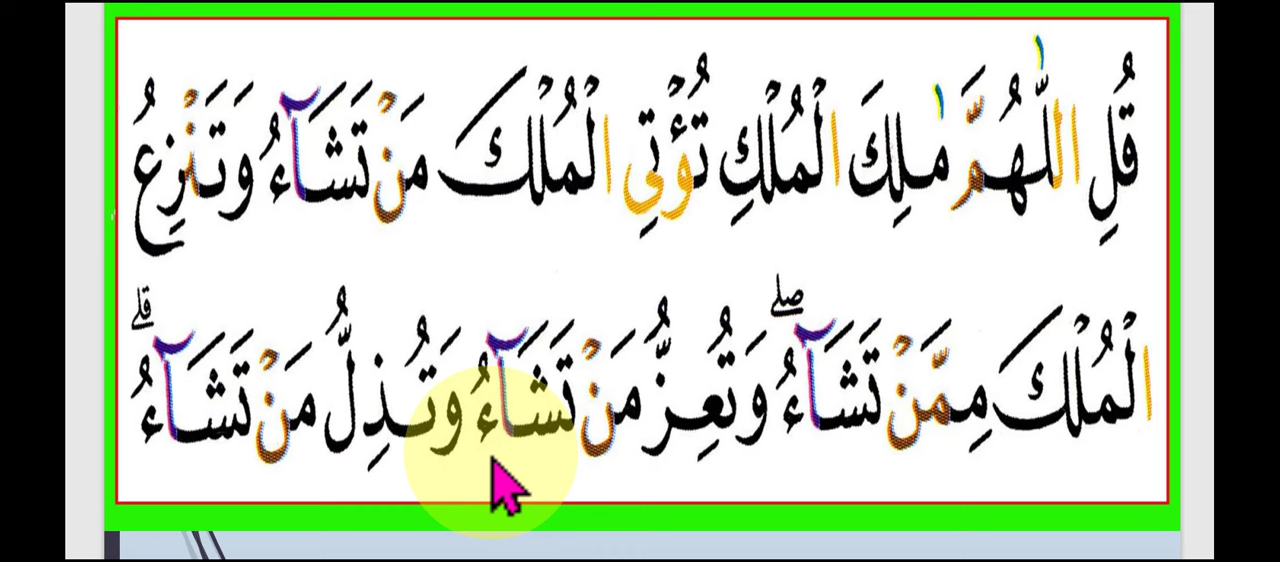 قُلِ اللّٰهُمَّ مٰلِكَ الْمُلْكِ تُؤْتِى الْمُلْكَ مَنْ تَشَآءُ وَتَنْزِعُ
الْمُلْكَ مِمَّنْ تَشَآءُ ۖ وَتُعِزُّ مَنْ تَشَآءُ وَتُذِلُّ مَنْ تَشَآءُ ۗ